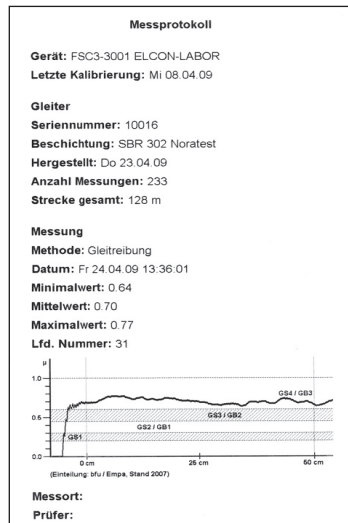 Messprotokoll
Gerät: FSC3-3001 ELCON-LABOR
Letzte Kalibrierung: Mi 08.04.09
Gleiter
Seriennummer: 10016
Beschichtung: SBR 302 Noratest
Hergestellt: Do 23.04.09
Anzahl Messungen: 233
Strecke gesamt: 128 m
Messung
Methode: Gleitreibung
Datum: Fr 24.04.09 13:36:01
Minimalwert: 0.64
Mittelwert: 0.70
Maximalwert: 0.77
Lfd. Nummer: 31
µ
1.0
GS4 / GB3
0.5
GS3 / GB2
GS2 / GB1
GS1
0.0
0 cm 25 cm 50 cm
(Einteilung: bfu / Empa, Stand 2007)
Messort:
Prüfer: